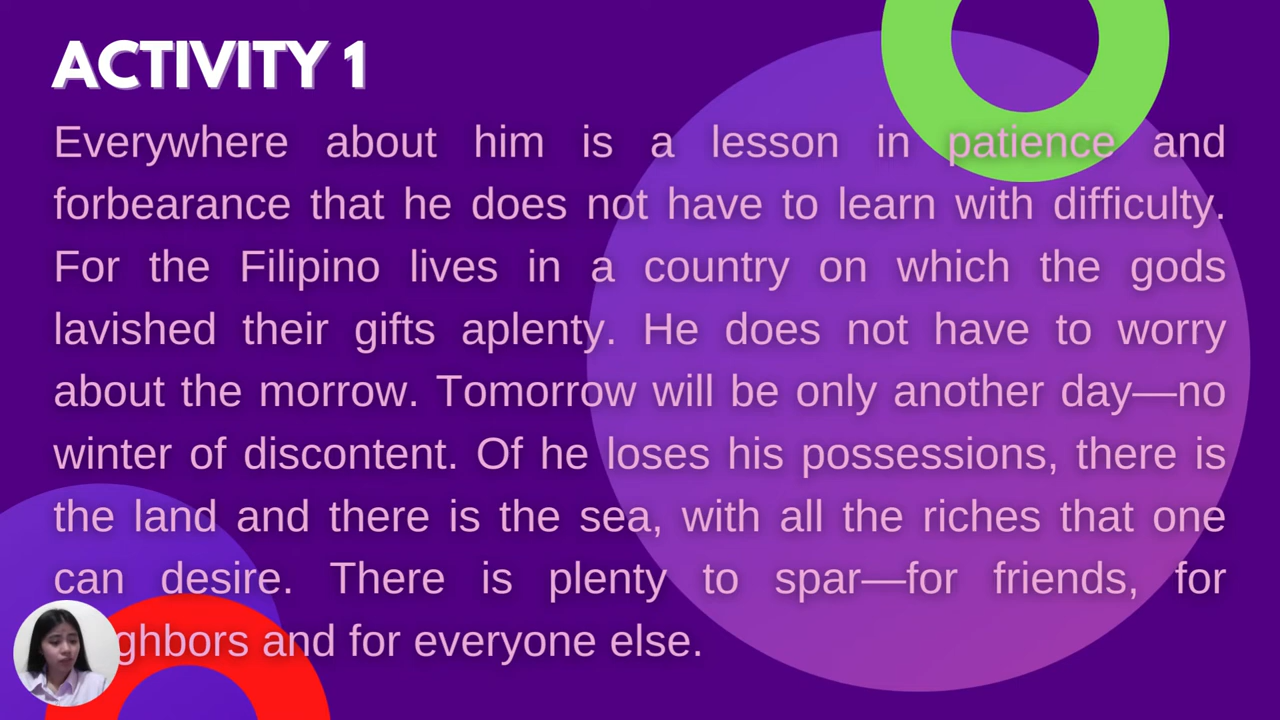 ACTIVITY 1
Everywhere about him is a lesson in patience and
forbearance that he does not have to learn with difficulty.
For the Filipino lives in a country on which the gods
lavished their gifts aplenty. He does not have to worry
about the morrow. Tomorrow will be only another day—no
winter of discontent. Of he loses his possessions, there is
the land and there is the sea, with all the riches that one
can desire. There is plenty to spar—for friends, for
and for everyone else.